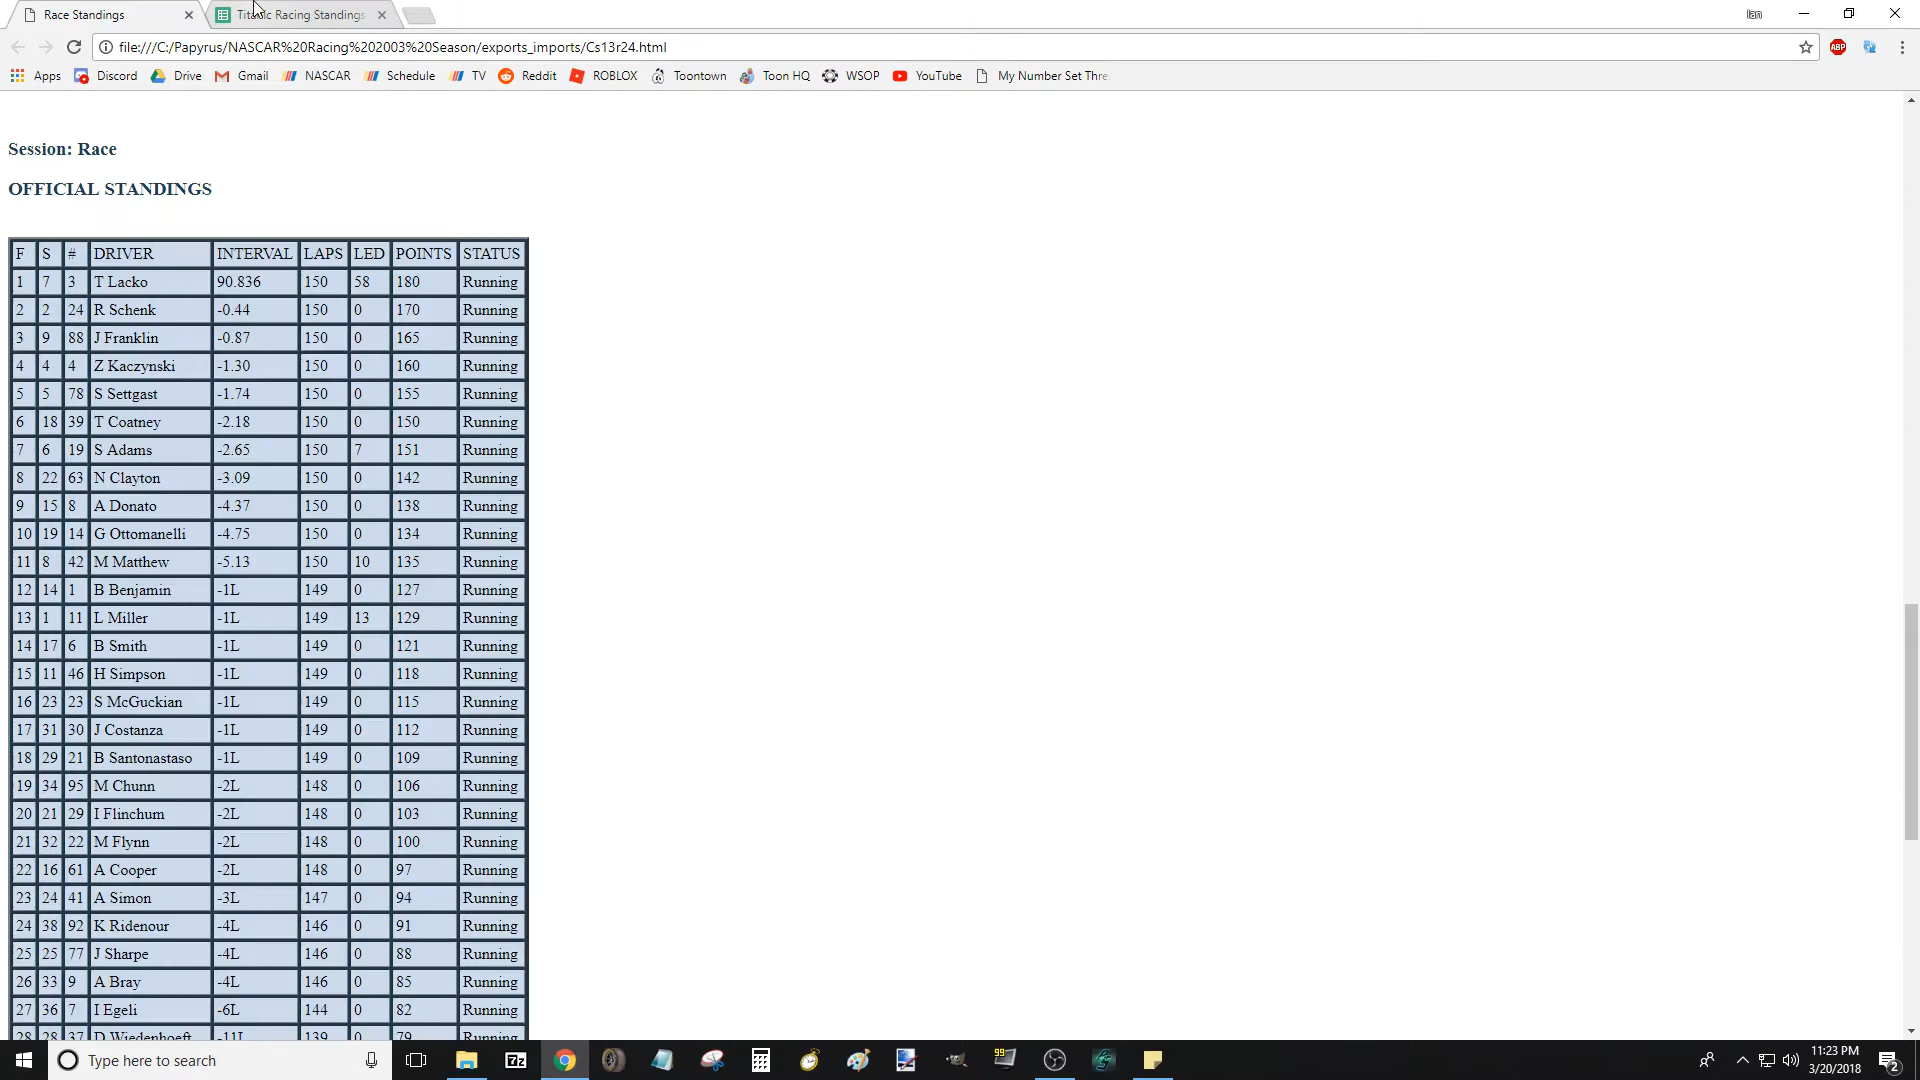 Race Standings
Titanic Racing Standings
Ian
file:///C:/Papyrus/NASCAR%20Racing%202003%20Season/exports_imports/Cs13r24.html
ABP
Apps Discord Drive Gmail NASCAR Schedule TV Reddit ROBLOX Toontown Toon HQ WSOP YouTube My Number Set Thre
Session: Race
OFFICIAL STANDINGS
F S # DRIVER INTERVAL LAPS LED POINTS STATUS
1 7 3 T Lacko 90.836 150 58 180 Running
2 2 24 R Schenk -0.44 150 0 170 Running
3 9 88 J Franklin -0.87 150 0 165 Running
4 4 4 Z Kaczynski -1.30 150 0 160 Running
5 5 78 S Settgast -1.74 150 0 155 Running
6 18 39 T Coatney -2.18 150 0 150 Running
7 6 19 S Adams -2.65 150 7 151 Running
8 22 63 N Clayton -3.09 150 0 142 Running
9 15 8 A Donato -4.37 150 0 138 Running
10 19 14 G Ottomanelli -4.75 150 0 134 Running
11 8 42 M Matthew -5.13 150 10 135 Running
12 14 1 B Benjamin -1L 149 0 127 Running
13 1 11 L Miller -1L 149 13 129 Running
14 17 6 B Smith -1L 149 0 121 Running
15 11 46 H Simpson -1L 149 0 118 Running
16 23 23 S McGuckian -1L 149 0 115 Running
17 31 30 J Costanza -1L 149 0 112 Running
18 29 21 B Santonastaso -1L 149 0 109 Running
19 34 95 M Chunn -2L 148 0 106 Running
20 21 29 I Flinchum -2L 148 0 103 Running
21 32 22 M Flynn -2L 148 0 100 Running
22 16 61 A Cooper -2L 148 0 97 Running
23 24 41 A Simon -3L 147 0 94 Running
24 38 92 K Ridenour -4L 146 0 91 Running
25 25 77 J Sharpe -4L 146 0 88 Running
26 33 9 A Bray -4L 146 0 85 Running
27 36 7 I Egeli -6L 144 0 82 Running
28 28 37 D Wiedenhoeft -11L 139 0 79 Running
Type here to search
7z
99
11:23 PM
3/20/2018
2